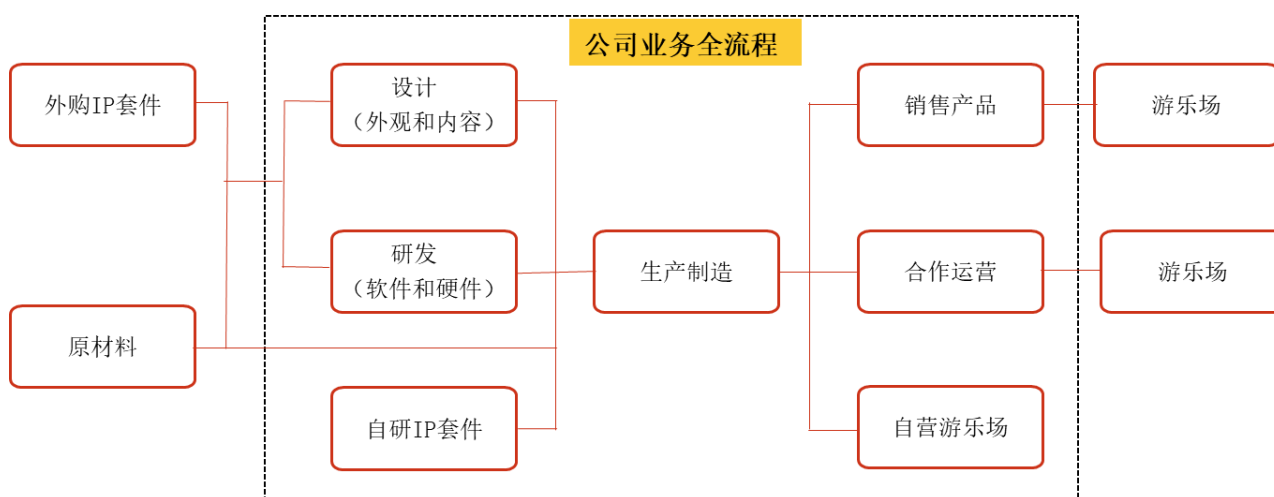 公司业务全流程
外购IP套件
设计
（外观和内容）
销售产品
游乐场
研发
（软件和硬件）
生产制造
合作运营
游乐场
原材料
自研IP套件
自营游乐场